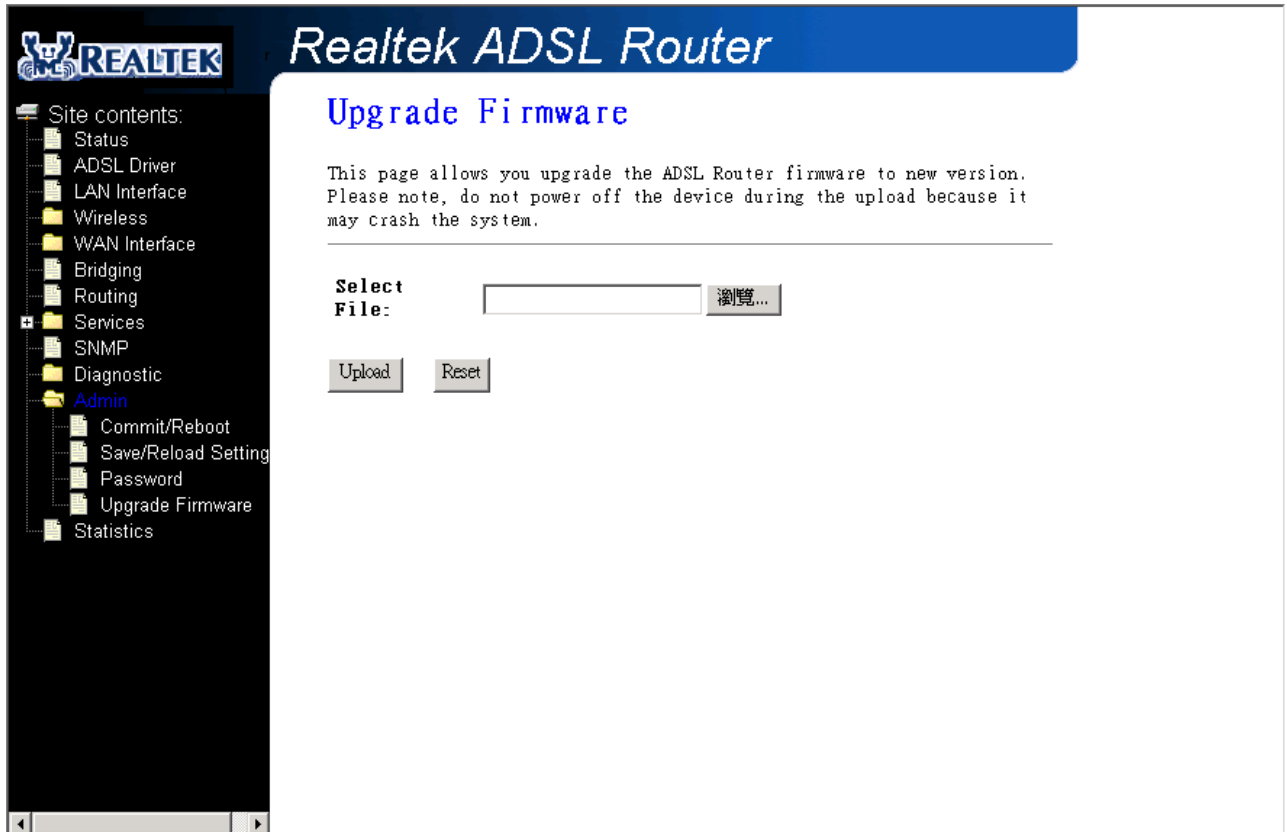 REALTEK
Realtek ADSL Router
Site contents:
Status
ADSL Driver
LAN Interface
Wireless
WAN Interface
Bridging
Routing
Services
SNMP
Diagnostic
Admin
Commit/Reboot
Save/Reload Setting
Password
Upgrade Firmware
Statistics
Upgrade Firmware
This page allows you upgrade the ADSL Router firmware to new version.
Please note, do not power off the device during the upload because it
may crash the system.
Select
File:
瀏覽...
Upload Reset